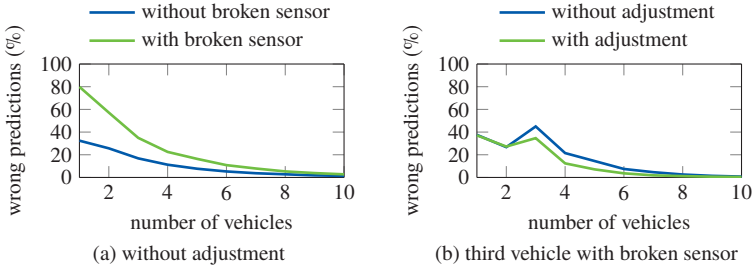 without broken sensor
with broken sensor
wrong predictions (%)
100
80
60
40
20
0
2 4 6 8 10
number of vehicles
(a) without adjustment
without adjustment
with adjustment
wrong predictions (%)
100
80
60
40
20
0
2 4 6 8 10
number of vehicles
(b) third vehicle with broken sensor